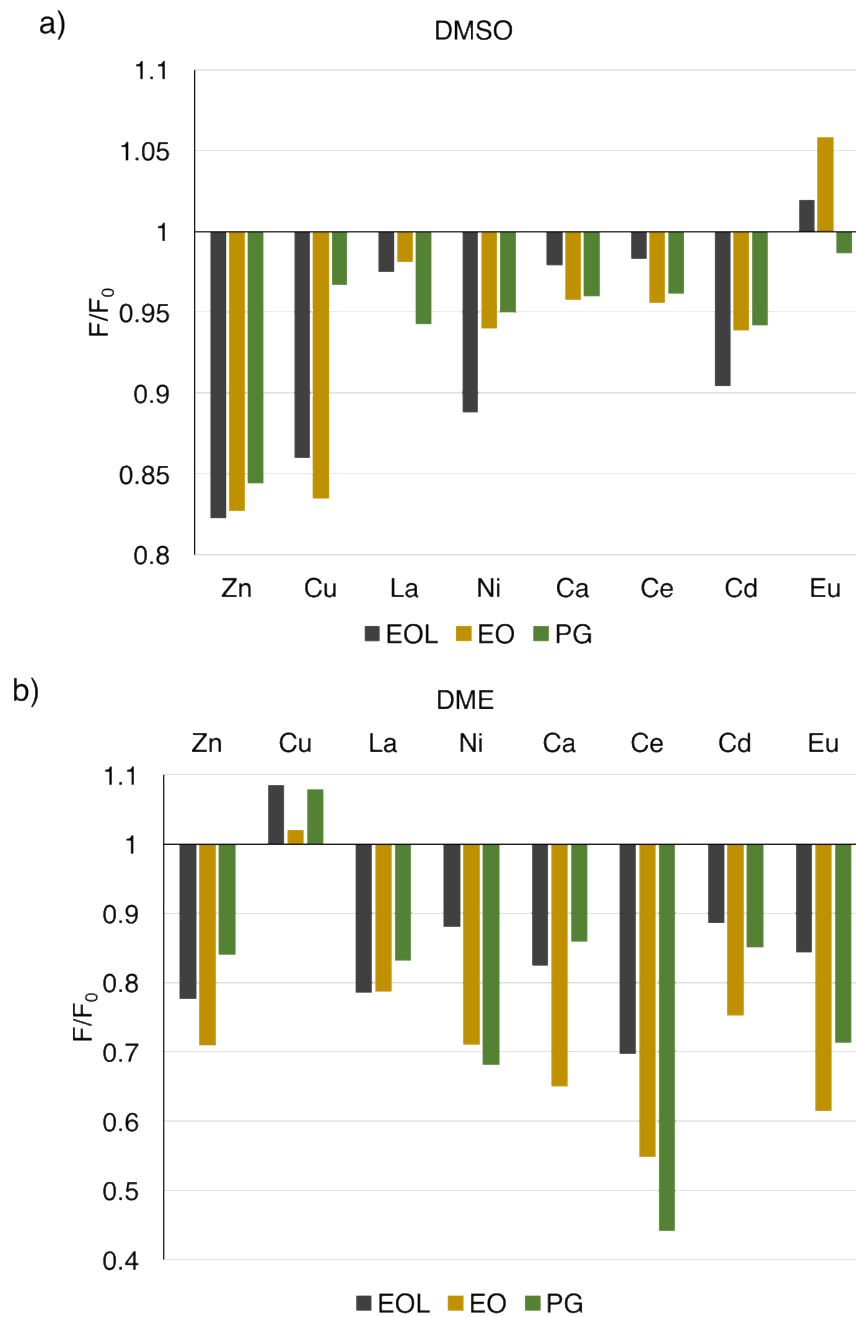 a)
DMSO
1.1
1.05
1
0.95
0.9
0.85
0.8
F/F₀
Zn Cu La Ni Ca Ce Cd Eu
EOL EO PG
b)
DME
Zn Cu La Ni Ca Ce Cd Eu
1.1
1
0.9
0.8
0.7
0.6
0.5
0.4
F/F₀
EOL EO PG